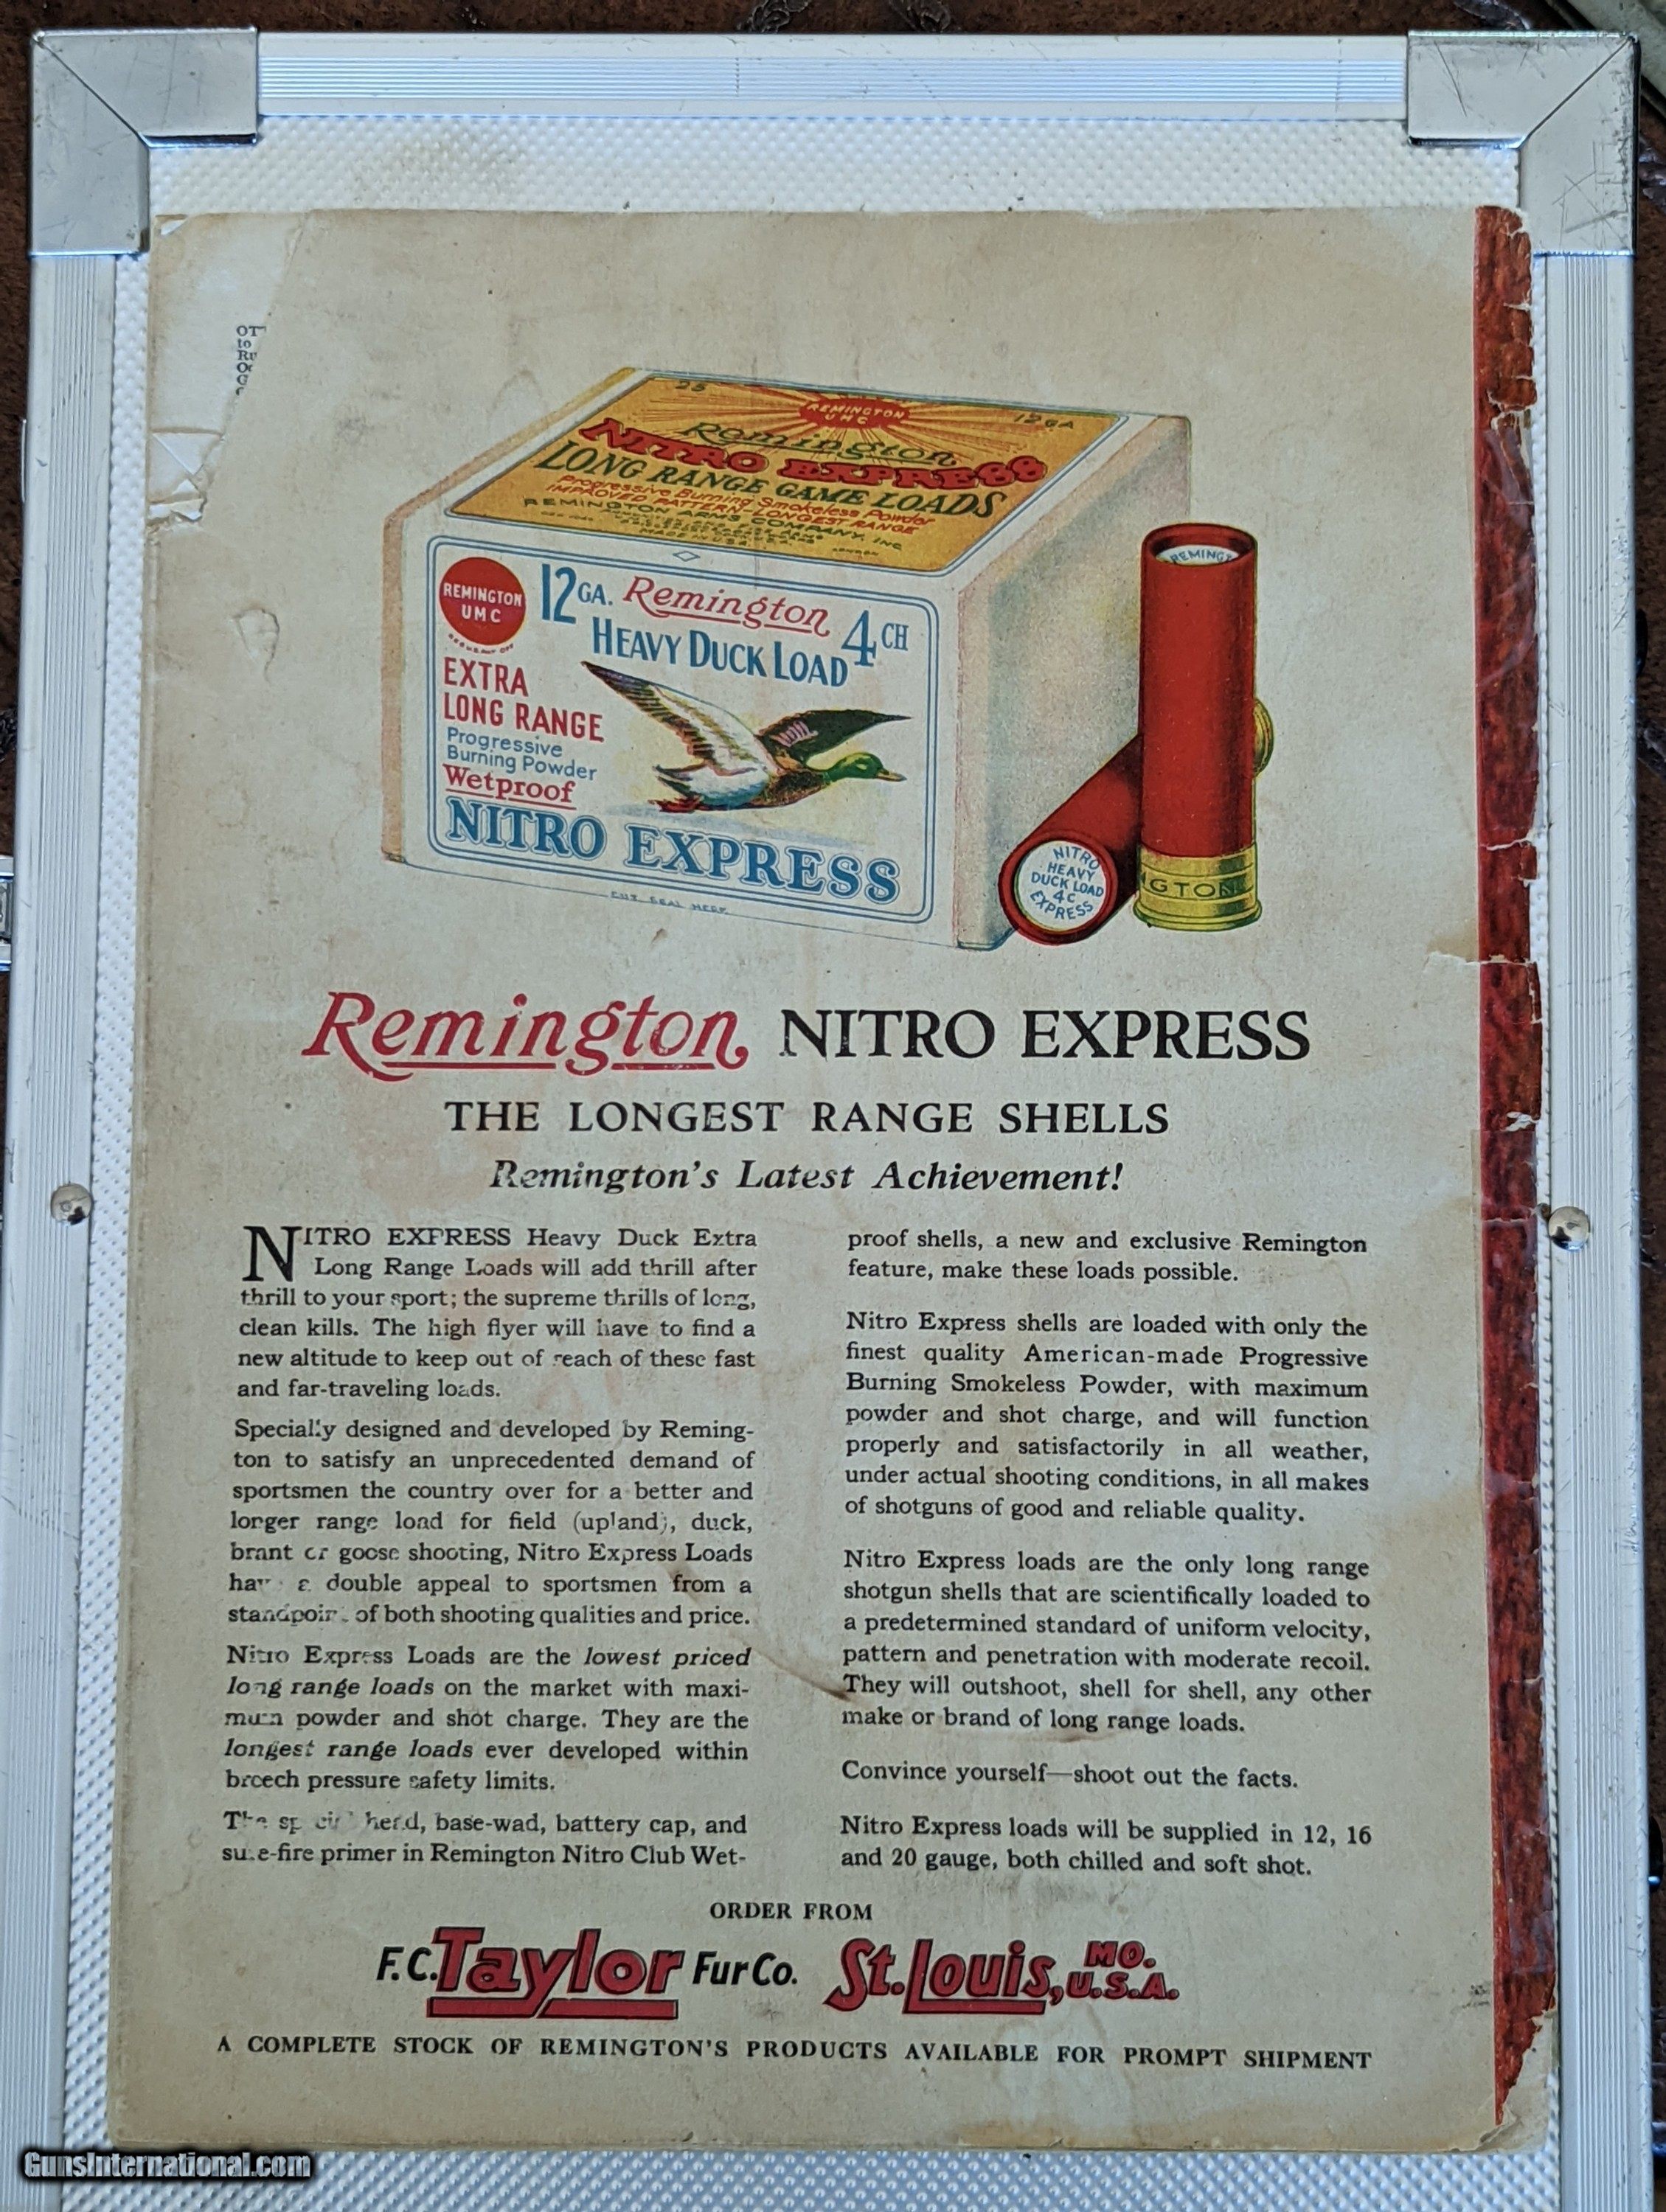 OT
to
25
12 GA
REMINGTON
UMC
Remington
NITRO EXPRESS
LONG RANGE GAME LOADS
Progressive Burning Smokeless Powder
IMPROVED PATTERN LONGEST RANGE
REMINGTON ARMS COMPANY, INC
MADE IN U.S.A.
LONDON
REMINGTON
UMC
12 GA. Remington 4 CH
HEAVY DUCK LOAD
EXTRA
LONG RANGE
Progressive
Burning Powder
Wetproof
NITRO EXPRESS
CUT SEAL HERE
REMINGT
NITRO
HEAVY
DUCK LOAD
4C
EXPRESS
NGTON
Remington NITRO EXPRESS
THE LONGEST RANGE SHELLS
Remington's Latest Achievement!
NITRO EXPRESS Heavy Duck Extra
Long Range Loads will add thrill after
thrill to your sport; the supreme thrills of long,
clean kills. The high flyer will have to find a
new altitude to keep out of reach of these fast
and far-traveling loads.
Specially designed and developed by Reming-
ton to satisfy an unprecedented demand of
sportsmen the country over for a better and
longer range load for field (upland), duck,
brant or goose shooting, Nitro Express Loads
have a double appeal to sportsmen from a
standpoint of both shooting qualities and price.
Nitro Express Loads are the lowest priced
long range loads on the market with maxi-
mum powder and shot charge. They are the
longest range loads ever developed within
breech pressure safety limits.
The special head, base-wad, battery cap, and
sure-fire primer in Remington Nitro Club Wet-
proof shells, a new and exclusive Remington
feature, make these loads possible.
Nitro Express shells are loaded with only the
finest quality American-made Progressive
Burning Smokeless Powder, with maximum
powder and shot charge, and will function
properly and satisfactorily in all weather,
under actual shooting conditions, in all makes
of shotguns of good and reliable quality.
Nitro Express loads are the only long range
shotgun shells that are scientifically loaded to
a predetermined standard of uniform velocity,
pattern and penetration with moderate recoil.
They will outshoot, shell for shell, any other
make or brand of long range loads.
Convince yourself—shoot out the facts.
Nitro Express loads will be supplied in 12, 16
and 20 gauge, both chilled and soft shot.
ORDER FROM
F.C. Taylor Fur Co. St. Louis, MO. U.S.A.
A COMPLETE STOCK OF REMINGTON'S PRODUCTS AVAILABLE FOR PROMPT SHIPMENT
GunsInternational.com